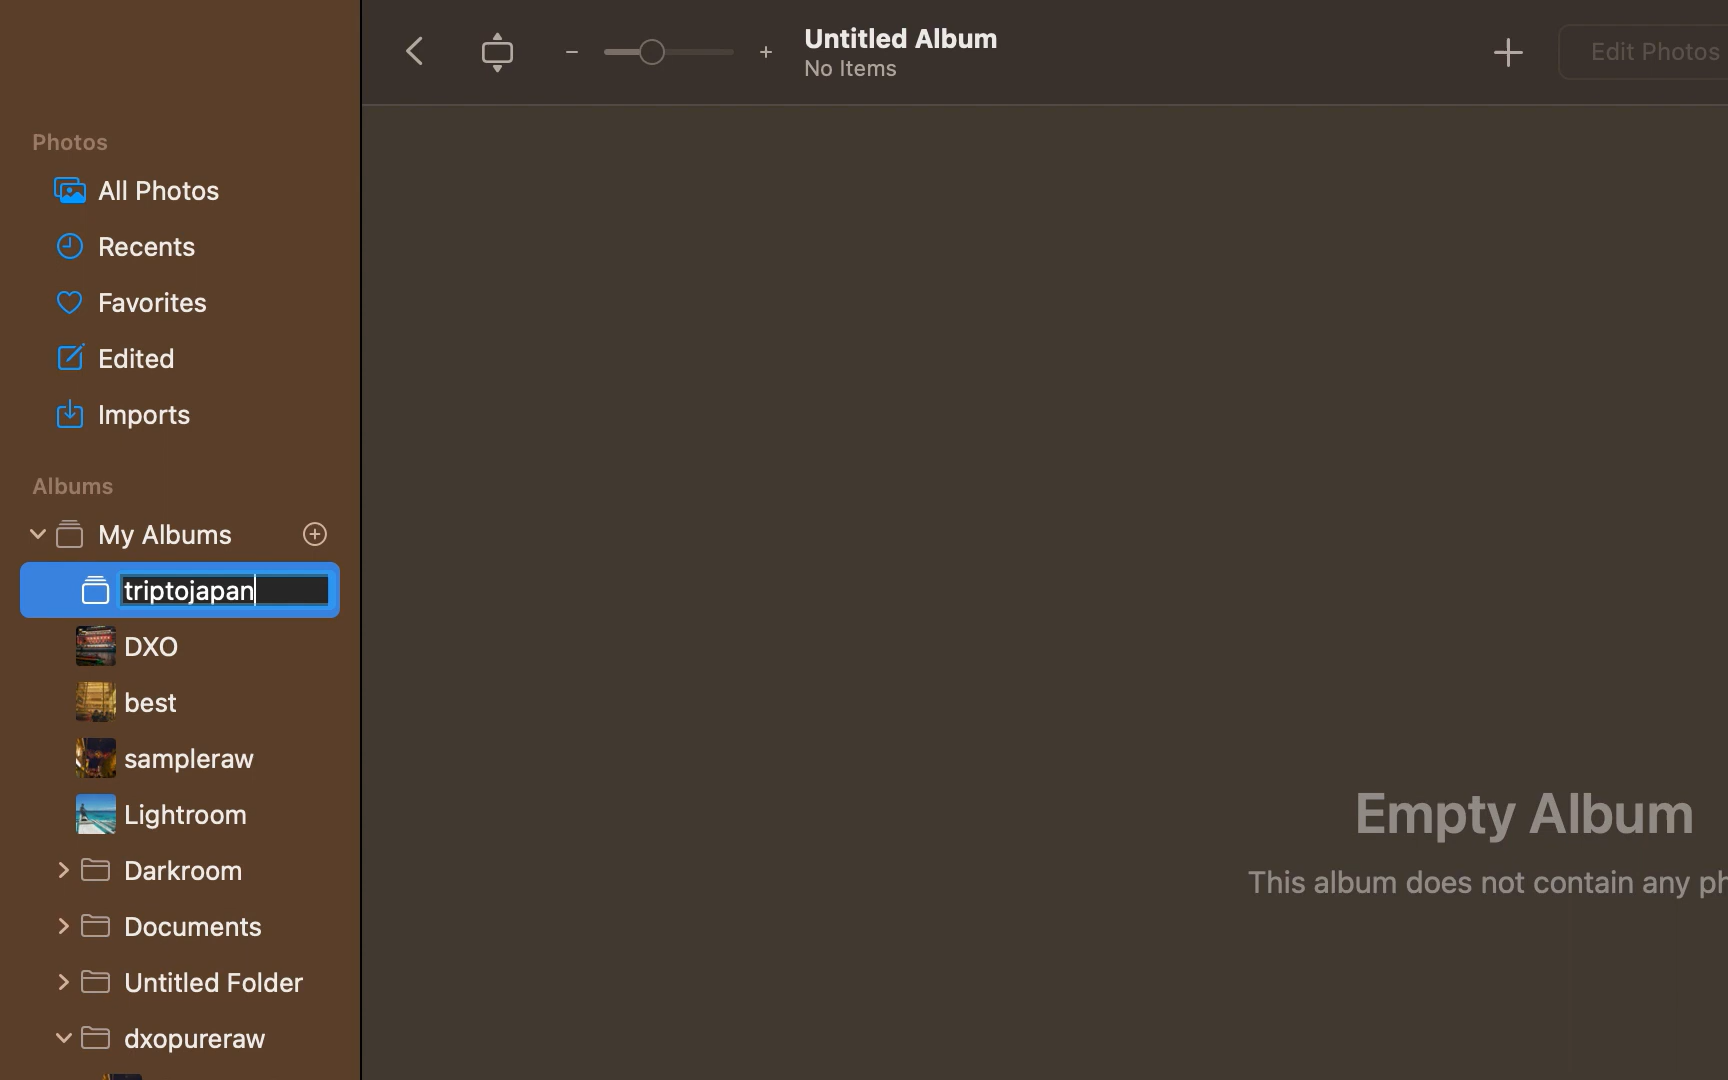 Untitled Album
No Items
Edit Photos
Photos
All Photos
Recents
Favorites
Edited
Imports
Albums
My Albums
triptojapan
DXO
best
sampleraw
Lightroom
Darkroom
Documents
Untitled Folder
dxopureraw
Empty Album
This album does not contain any ph